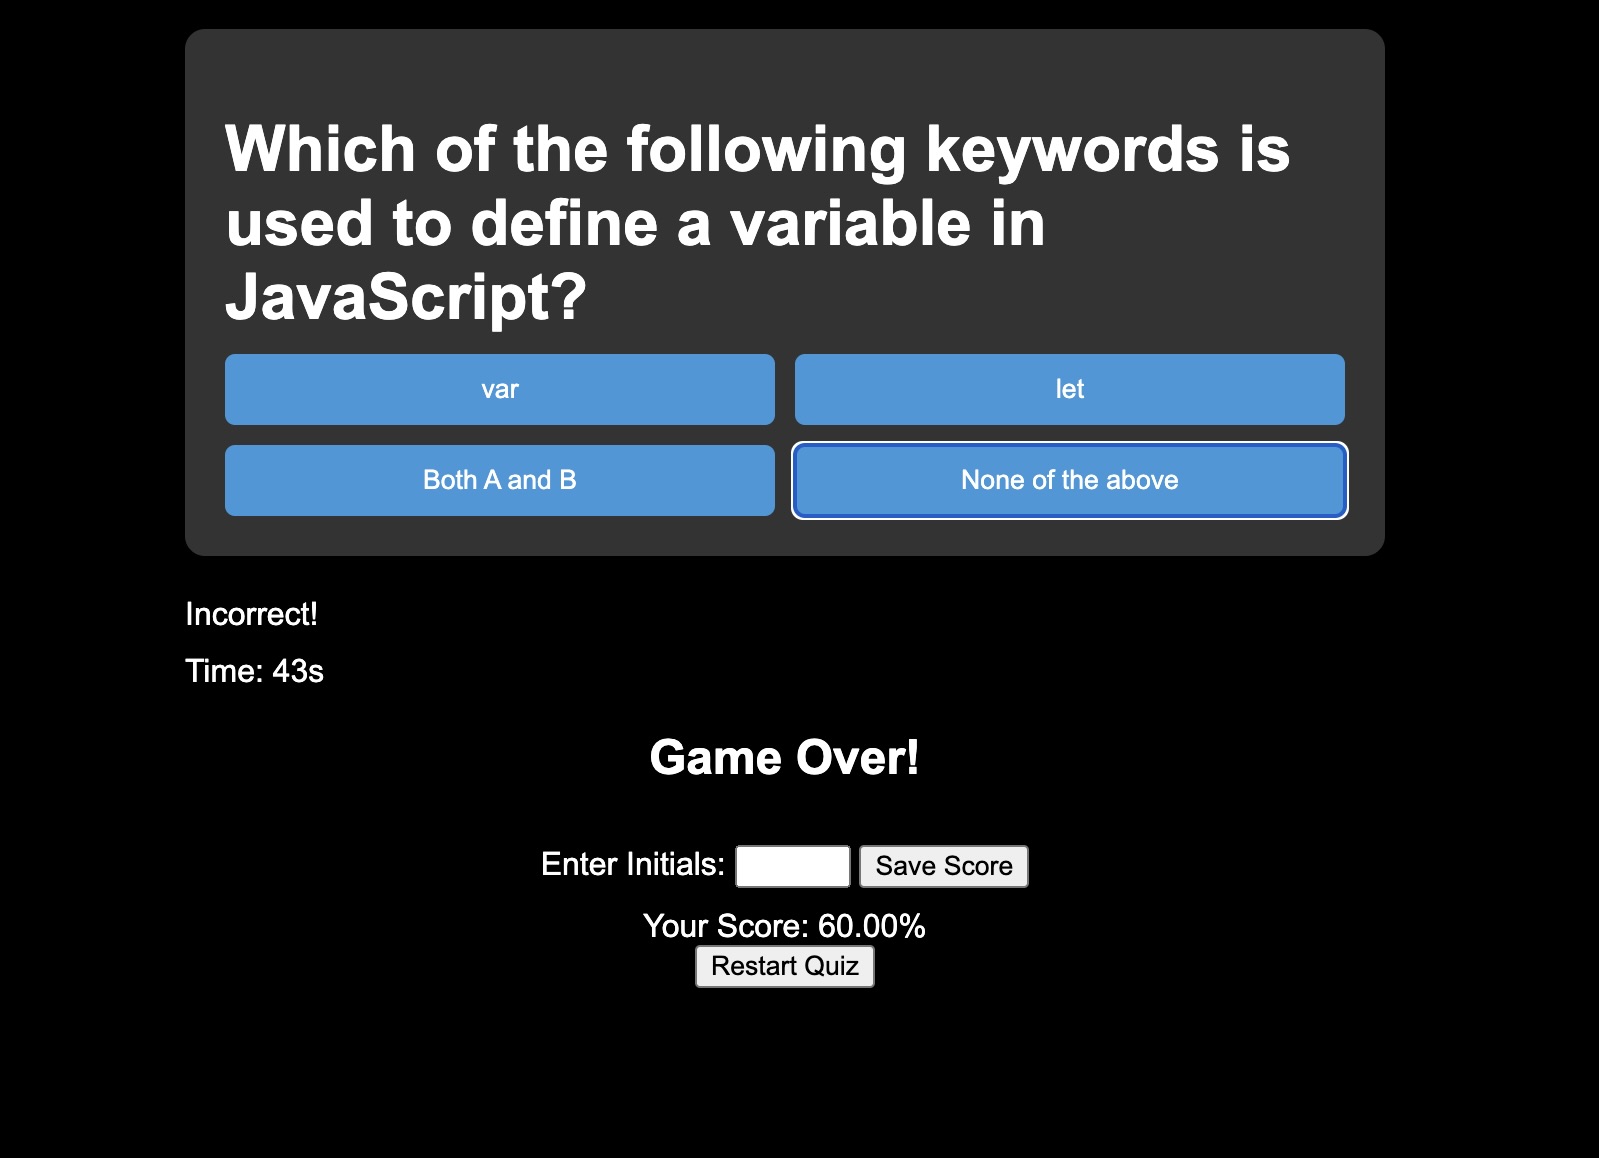 Which of the following keywords is
used to define a variable in
JavaScript?
var
let
Both A and B
None of the above
Incorrect!
Time: 43s
Game Over!
Enter Initials:
Save Score
Your Score: 60.00%
Restart Quiz